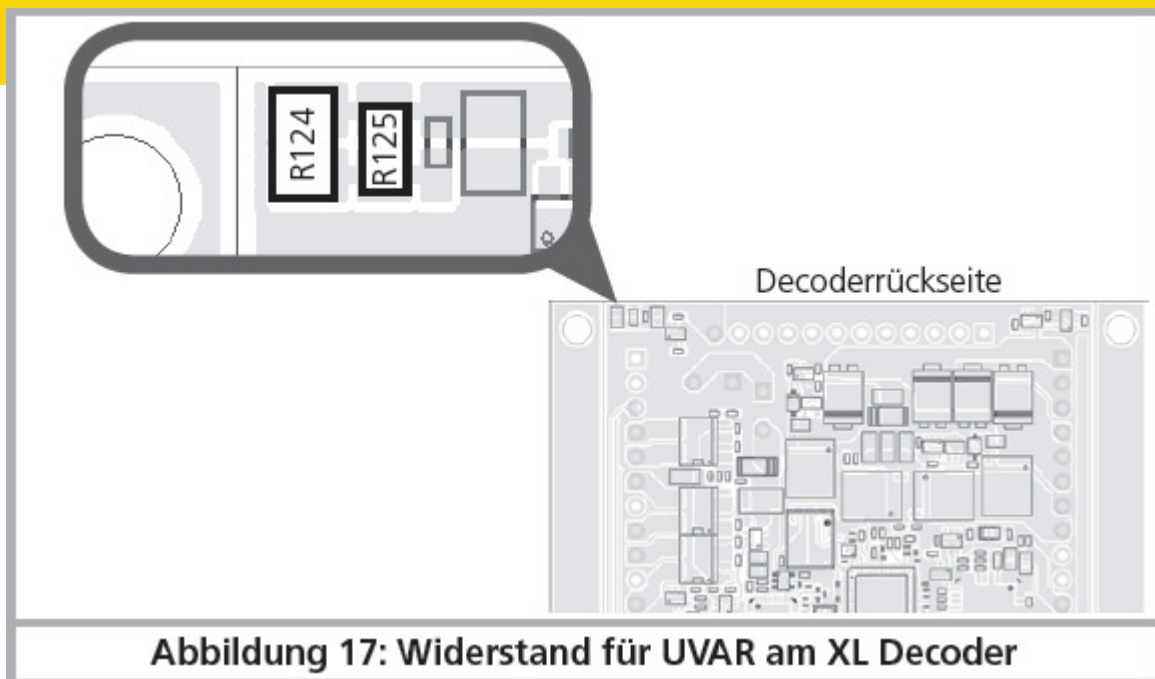 R124
R125
Decoderrückseite
Abbildung 17: Widerstand für UVAR am XL Decoder